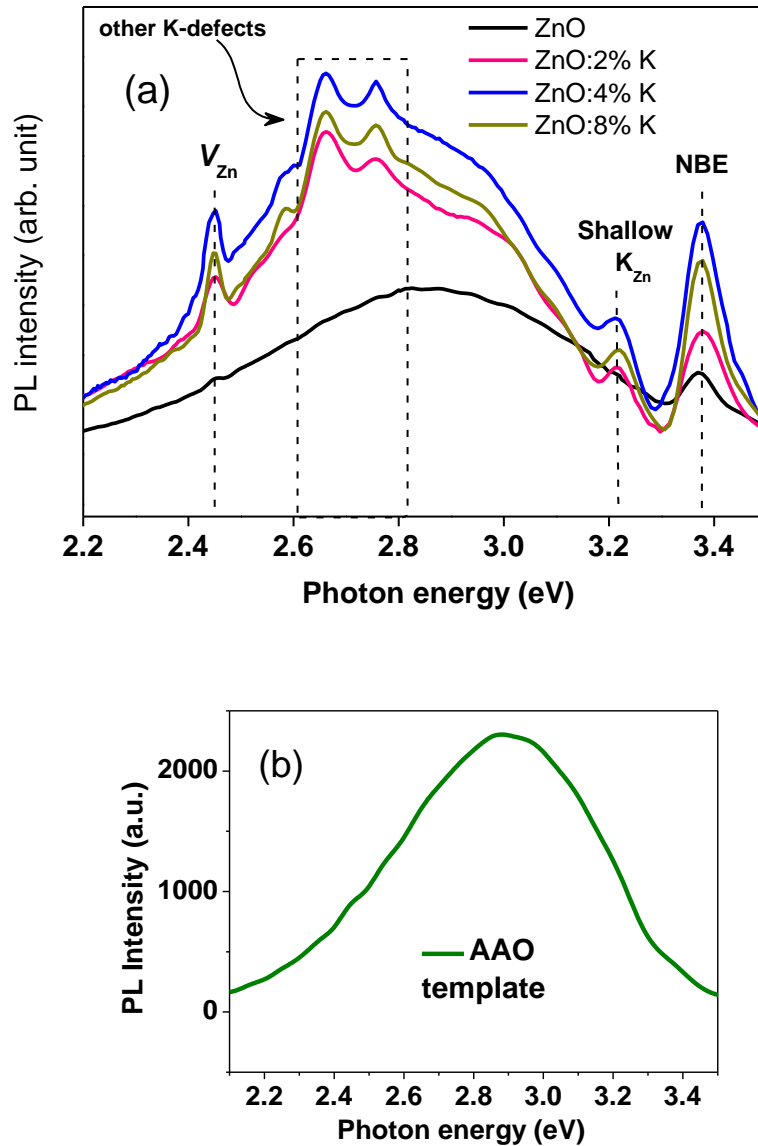 other K-defects
(a)
ZnO
ZnO:2% K
ZnO:4% K
ZnO:8% K
V_Zn
NBE
Shallow
K_Zn
PL intensity (arb. unit)
2.2 2.4 2.6 2.8 3.0 3.2 3.4
Photon energy (eV)
(b)
2000
1000
0
PL Intensity (a.u.)
AAO
template
2.2 2.4 2.6 2.8 3.0 3.2 3.4
Photon energy (eV)